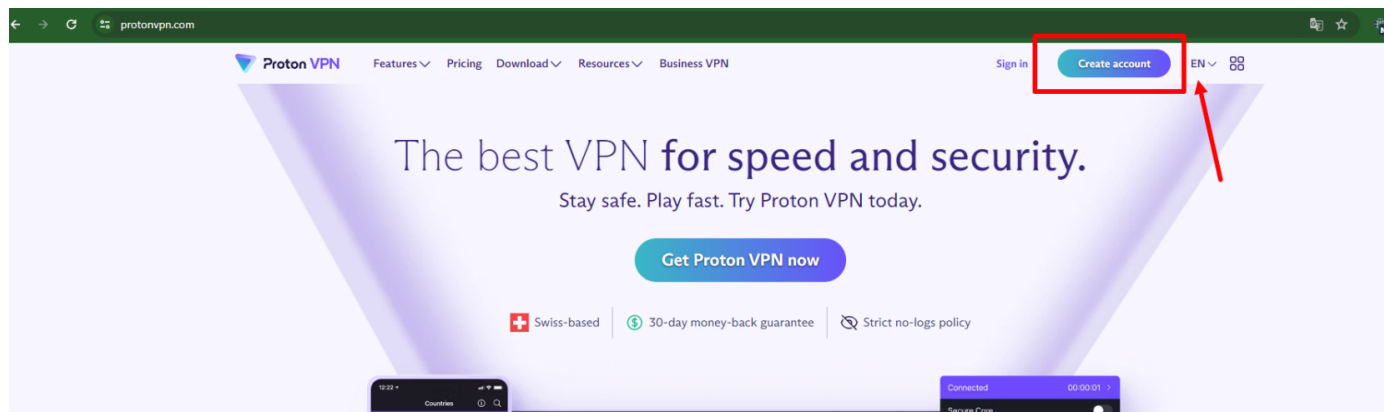 protonvpn.com
Proton VPN Features Pricing Download Resources Business VPN Sign in Create account EN
The best VPN for speed and security.
Stay safe. Play fast. Try Proton VPN today.
Get Proton VPN now
Swiss-based 30-day money-back guarantee Strict no-logs policy
12:22
Countries
Connected 00:00:01
Secure Core